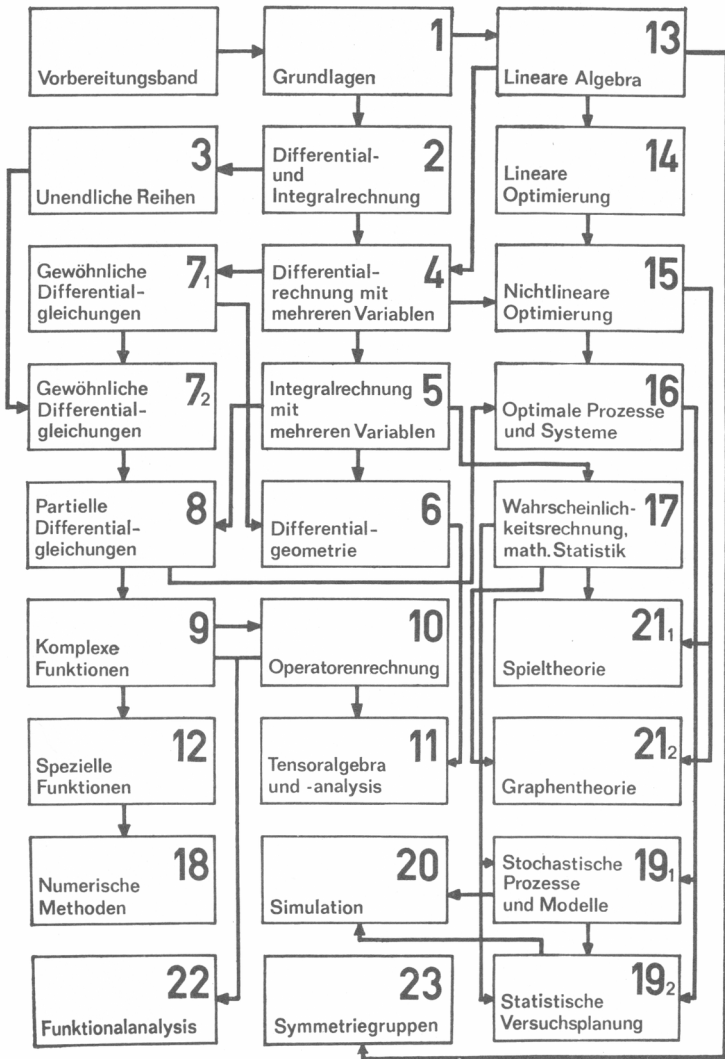 Vorbereitungsband
1
Grundlagen
13
Lineare Algebra
3
Unendliche Reihen
2
Differential-
und
Integralrechnung
14
Lineare
Optimierung
7₁
Gewöhnliche
Differential-
gleichungen
4
Differential-
rechnung mit
mehreren Variablen
15
Nichtlineare
Optimierung
7₂
Gewöhnliche
Differential-
gleichungen
5
Integralrechnung
mit
mehreren Variablen
16
Optimale Prozesse
und Systeme
8
Partielle
Differential-
gleichungen
6
Differential-
geometrie
17
Wahrscheinlich-
keitsrechnung,
math. Statistik
9
Komplexe
Funktionen
10
Operatorenrechnung
21₁
Spieltheorie
12
Spezielle
Funktionen
11
Tensoralgebra
und -analysis
21₂
Graphentheorie
18
Numerische
Methoden
20
Simulation
19₁
Stochastische
Prozesse
und Modelle
22
Funktionalanalysis
23
Symmetriegruppen
19₂
Statistische
Versuchsplanung